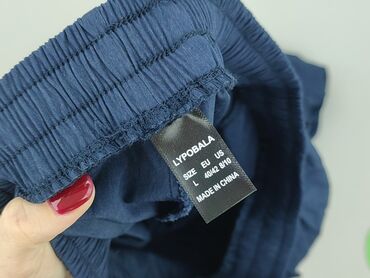 LYPOBALA
SIZE EU US
L 40/42 8/10
MADE IN CHINA